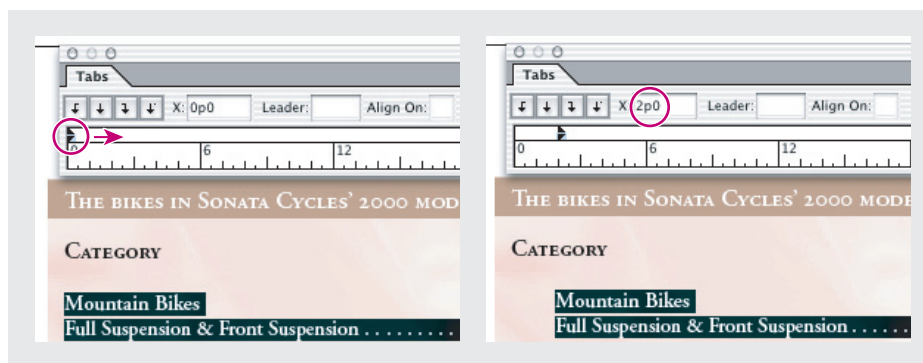 Tabs
X: 0p0 Leader: Align On:
0 6 12
THE BIKES IN SONATA CYCLES’ 2000 MOD
CATEGORY
Mountain Bikes
Full Suspension & Front Suspension . . . . . . . . .
Tabs
X: 2p0 Leader: Align On:
0 6 12
THE BIKES IN SONATA CYCLES’ 2000 MODE
CATEGORY
Mountain Bikes
Full Suspension & Front Suspension . . . . . .